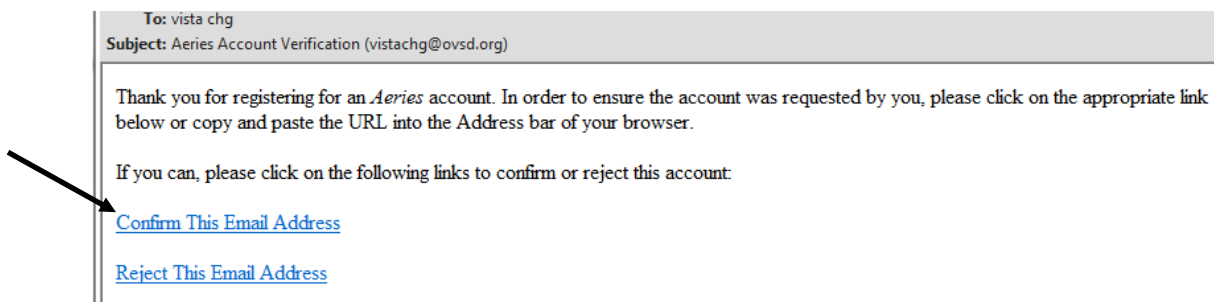 To: vista chg
Subject: Aeries Account Verification (vistachg@ovsd.org)
Thank you for registering for an Aeries account. In order to ensure the account was requested by you, please click on the appropriate link
below or copy and paste the URL into the Address bar of your browser.
If you can, please click on the following links to confirm or reject this account:
Confirm This Email Address
Reject This Email Address